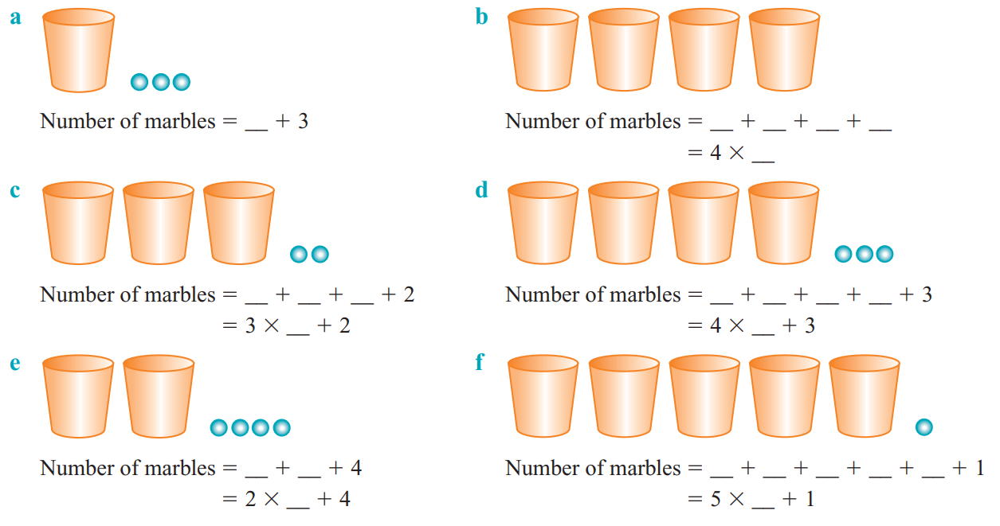 a
Number of marbles = __ + 3
b
Number of marbles = __ + __ + __ + __
= 4 × __
c
Number of marbles = __ + __ + __ + 2
= 3 × __ + 2
d
Number of marbles = __ + __ + __ + __ + 3
= 4 × __ + 3
e
Number of marbles = __ + __ + 4
= 2 × __ + 4
f
Number of marbles = __ + __ + __ + __ + __ + 1
= 5 × __ + 1